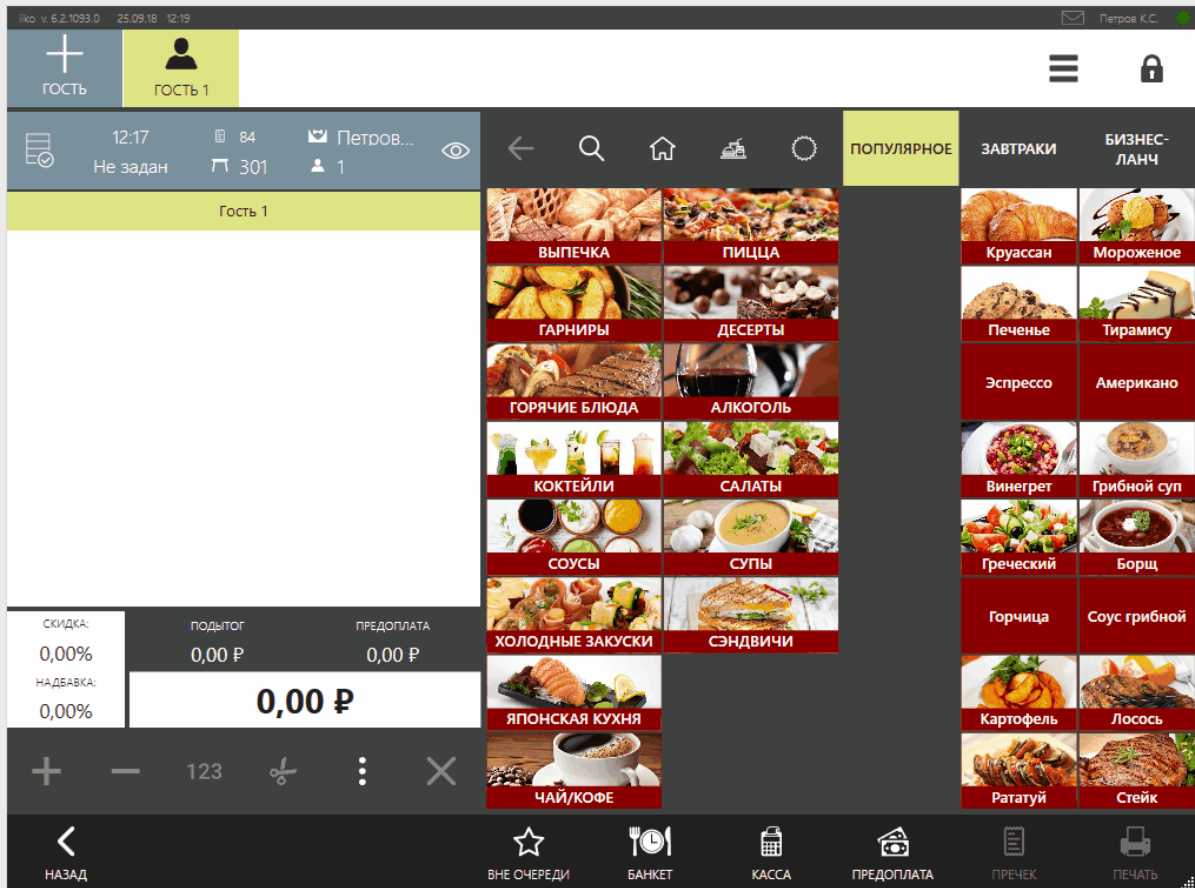 iiko v. 6.2.1093.0 25.09.18 12:19 Петров К.С.
ГОСТЬ
ГОСТЬ 1
12:17 84 Петров...
Не задан 301 1
ПОПУЛЯРНОЕ
ЗАВТРАКИ
БИЗНЕС-
ЛАНЧ
Гость 1
ВЫПЕЧКА ПИЦЦА Круассан Мороженое
ГАРНИРЫ ДЕСЕРТЫ Печенье Тирамису
ГОРЯЧИЕ БЛЮДА АЛКОГОЛЬ Эспрессо Американо
КОКТЕЙЛИ САЛАТЫ Винегрет Грибной суп
СОУСЫ СУПЫ Греческий Борщ
ХОЛОДНЫЕ ЗАКУСКИ СЭНДВИЧИ Горчица Соус грибной
ЯПОНСКАЯ КУХНЯ Картофель Лосось
ЧАЙ/КОФЕ Рататуй Стейк
СКИДКА: ПОДЫТОГ ПРЕДОПЛАТА
0,00% 0,00 ₽ 0,00 ₽
НАДБАВКА:
0,00% 0,00 ₽
123
НАЗАД ВНЕ ОЧЕРЕДИ БАНКЕТ КАССА ПРЕДОПЛАТА ПРЕЧЕК ПЕЧАТЬ